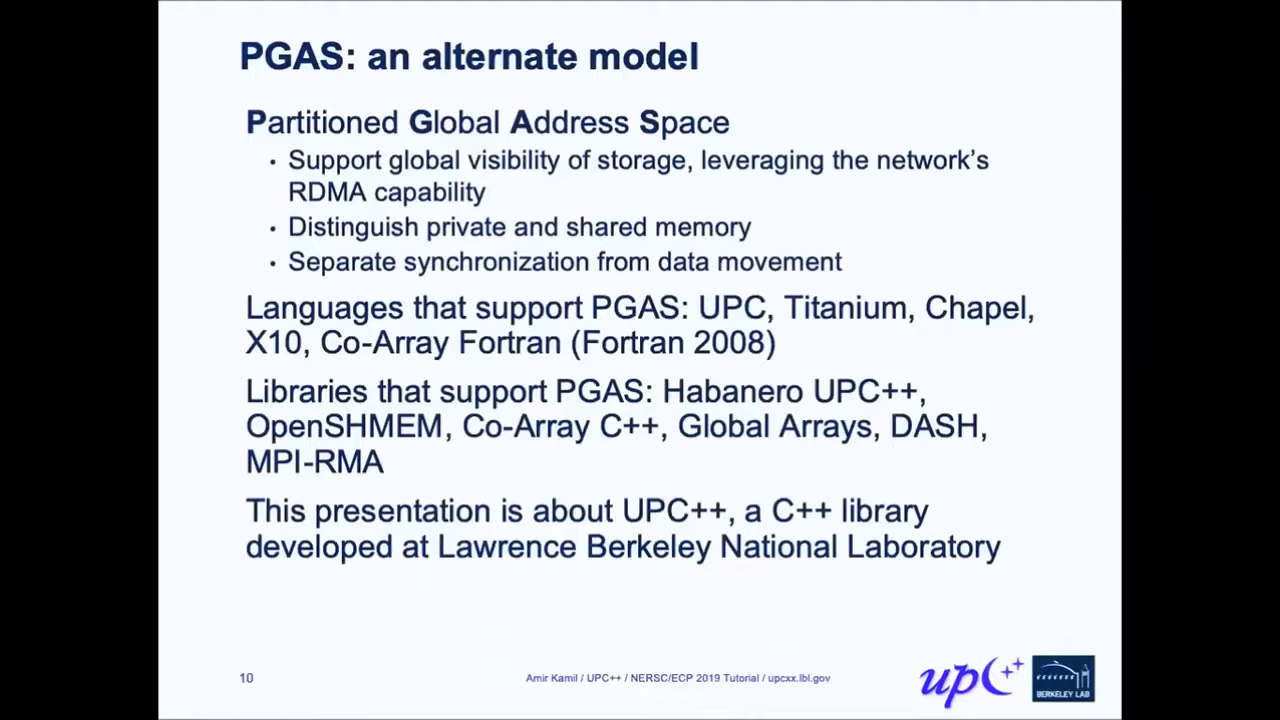 PGAS: an alternate model
Partitioned Global Address Space
• Support global visibility of storage, leveraging the network's
RDMA capability
• Distinguish private and shared memory
• Separate synchronization from data movement
Languages that support PGAS: UPC, Titanium, Chapel,
X10, Co-Array Fortran (Fortran 2008)
Libraries that support PGAS: Habanero UPC++,
OpenSHMEM, Co-Array C++, Global Arrays, DASH,
MPI-RMA
This presentation is about UPC++, a C++ library
developed at Lawrence Berkeley National Laboratory
10
Amir Kamil / UPC++ / NERSC/ECP 2019 Tutorial / upcxx.lbl.gov
upc++
BERKELEY LAB